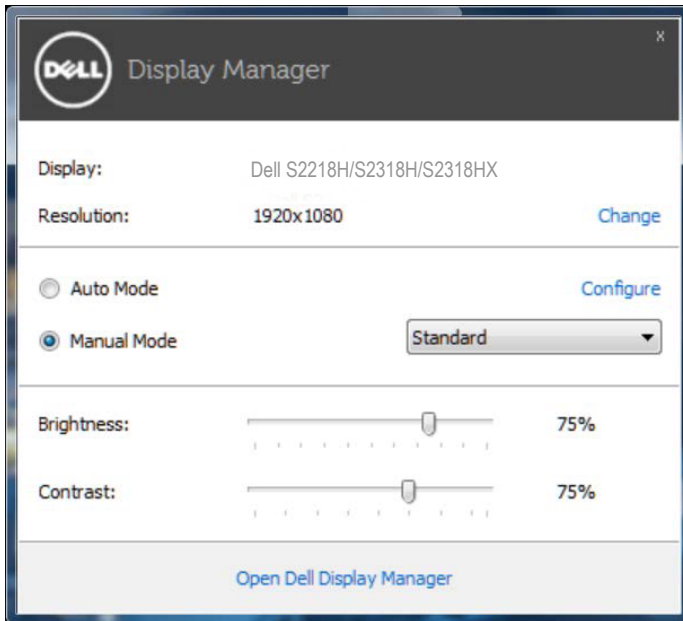 x
DELL Display Manager
Display: Dell S2218H/S2318H/S2318HX
Resolution: 1920x1080 Change
Auto Mode Configure
Manual Mode Standard
Brightness: 75%
Contrast: 75%
Open Dell Display Manager